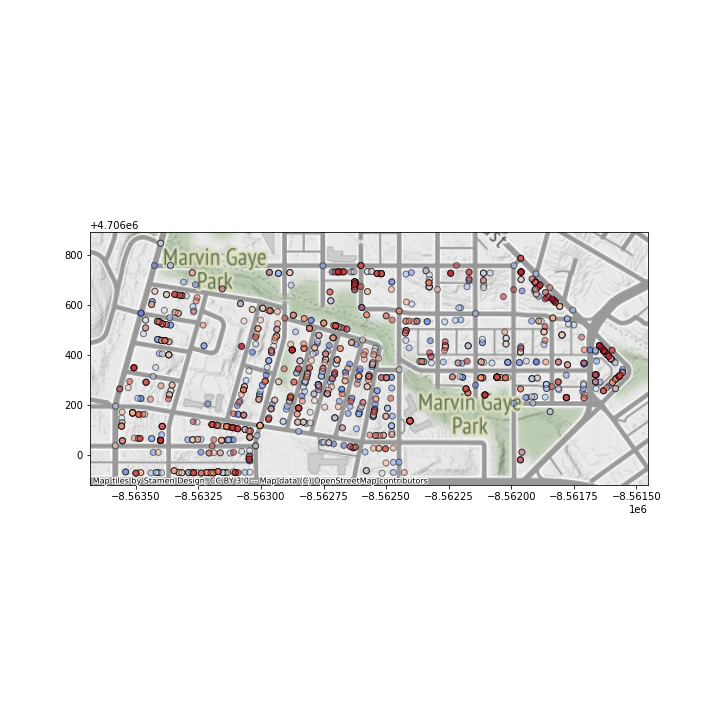 +4.706e6
st
Marvin Gaye
Park
800
600
400
200
0
Marvin Gaye
Park
Map tiles by Stamen Design, CC BY 3.0 -- Map data (C) OpenStreetMap contributors
−8.56350 −8.56325 −8.56300 −8.56275 −8.56250 −8.56225 −8.56200 −8.56175 −8.56150
1e6